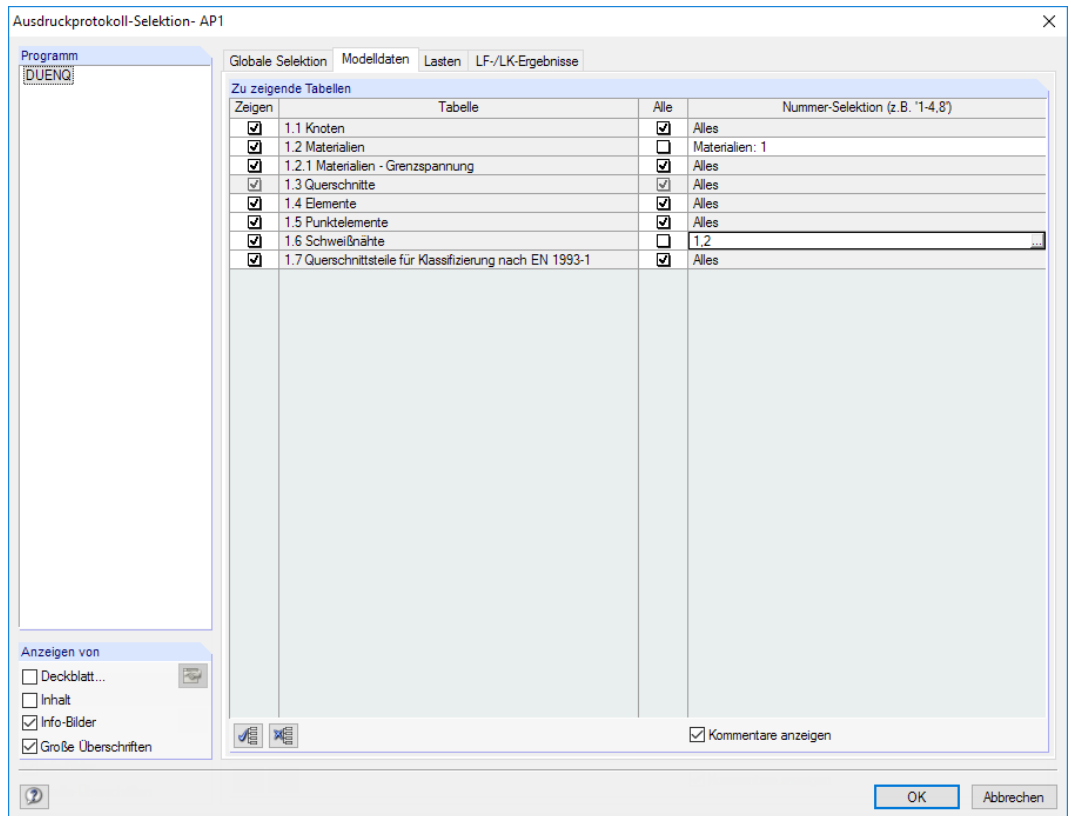 Ausdruckprotokoll-Selektion- AP1
Programm
DUENQ
Globale Selektion Modelldaten Lasten LF-/LK-Ergebnisse
Zu zeigende Tabellen
Zeigen Tabelle Alle Nummer-Selektion (z.B. '1-4,8')
1.1 Knoten Alles
1.2 Materialien Materialien: 1
1.2.1 Materialien - Grenzspannung Alles
1.3 Querschnitte Alles
1.4 Elemente Alles
1.5 Punktelemente Alles
1.6 Schweißnähte 1,2 ...
1.7 Querschnittsteile für Klassifizierung nach EN 1993-1 Alles
Anzeigen von
Deckblatt...
Inhalt
Info-Bilder
Große Überschriften
Kommentare anzeigen
OK Abbrechen